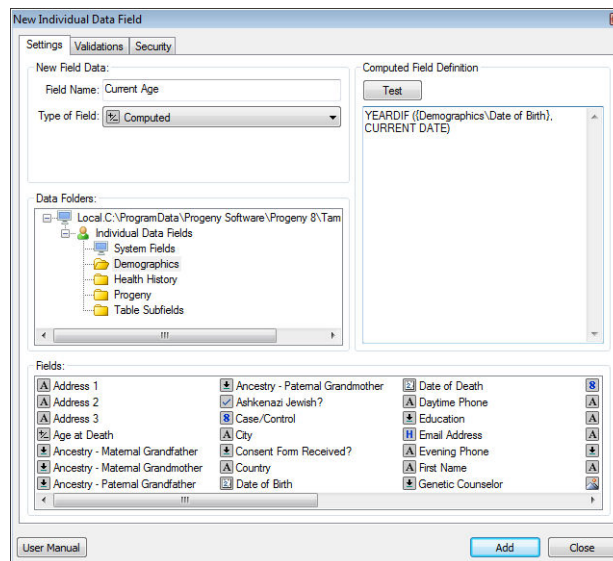 New Individual Data Field
Settings
Validations
Security
New Field Data:
Field Name: Current Age
Type of Field: Computed
Computed Field Definition
Test
YEARDIF ({Demographics\Date of Birth},
CURRENT DATE)
Data Folders:
Local.C:\ProgramData\Progeny Software\Progeny 8\Tam
Individual Data Fields
System Fields
Demographics
Health History
Progeny
Table Subfields
Fields:
A Address 1
A Address 2
A Address 3
Age at Death
Ancestry - Maternal Grandfather
Ancestry - Maternal Grandmother
Ancestry - Paternal Grandfather
Ancestry - Paternal Grandmother
Ashkenazi Jewish?
8 Case/Control
A City
Consent Form Received?
A Country
Date of Birth
Date of Death
A Daytime Phone
Education
H Email Address
A Evening Phone
A First Name
Genetic Counselor
8
A
A
A
A
User Manual
Add
Close